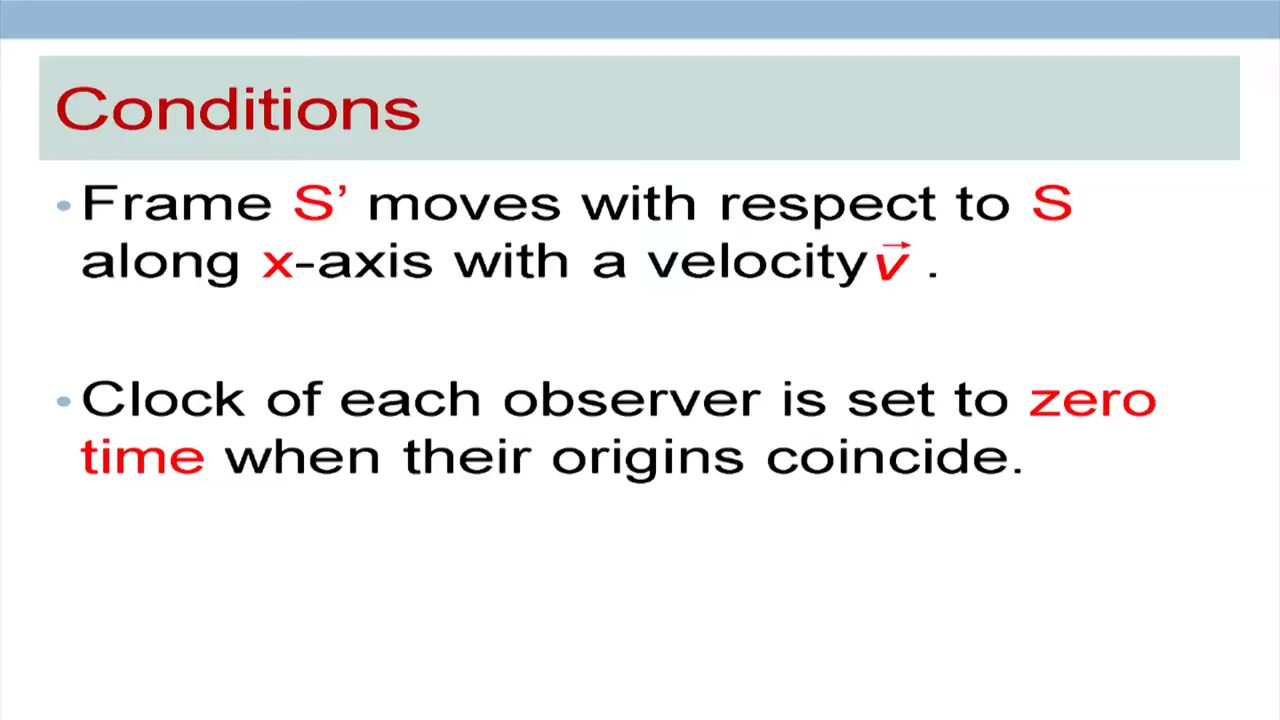 Conditions
• Frame S’ moves with respect to S
along x-axis with a velocity v⃗ .
• Clock of each observer is set to zero
time when their origins coincide.